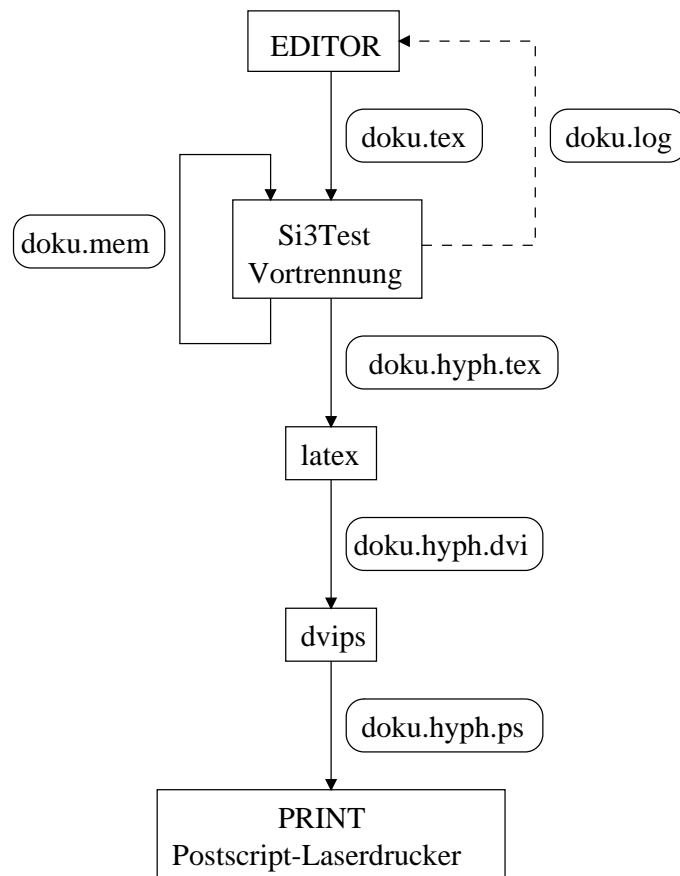 EDITOR
doku.tex
doku.log
doku.mem
Si3Test
Vortrennung
doku.hyph.tex
latex
doku.hyph.dvi
dvips
doku.hyph.ps
PRINT
Postscript-Laserdrucker